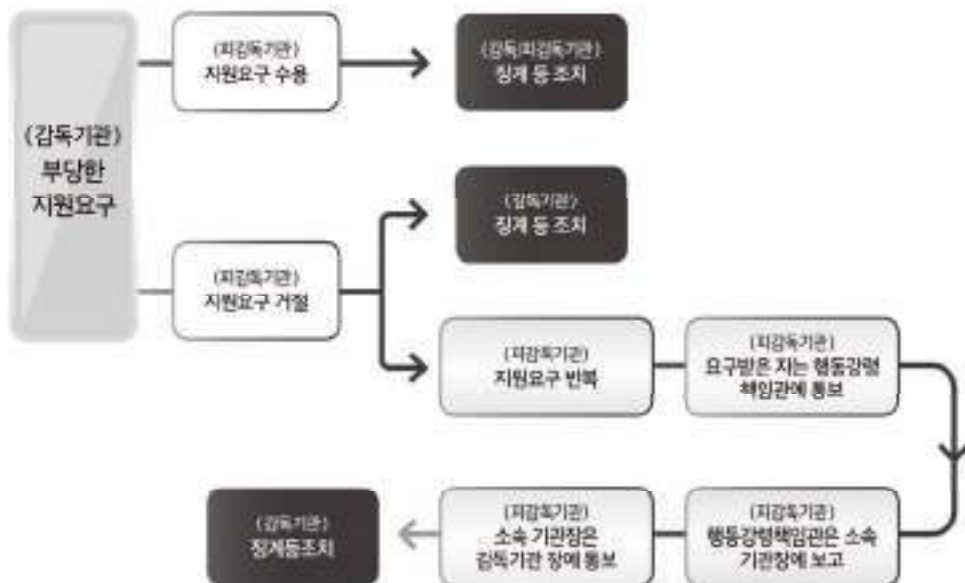 (감독기관)
부당한
지원요구
(피감독기관)
지원요구 수용
(감독/피감독기관)
징계 등 조치
(피감독기관)
지원요구 거절
(감독기관)
징계 등 조치
(피감독기관)
지원요구 반복
(피감독기관)
요구받은 자는 행동강령
책임관에 통보
(피감독기관)
행동강령책임관은 소속
기관장에 보고
(피감독기관)
소속 기관장은
감독기관 장에 통보
(감독기관)
징계등조치